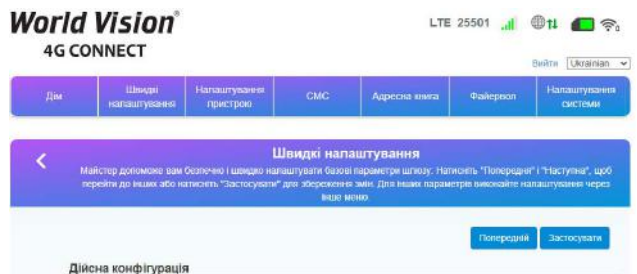 World Vision®
4G CONNECT
LTE 25501
Вийти Ukrainian
Дім
Швидкі налаштування
Налаштування пристрою
СМС
Адресна книга
Файервол
Налаштування системи
Швидкі налаштування
Майстер допоможе вам безпечно і швидко налаштувати базові параметри шлюзу. Натисніть "Попередня" і "Наступна", щоб
перейти до інших або натисніть "Застосувати" для збереження змін. Для інших параметрів виконайте налаштування через
інше меню.
Попередній Застосувати
Дійсна конфігурація